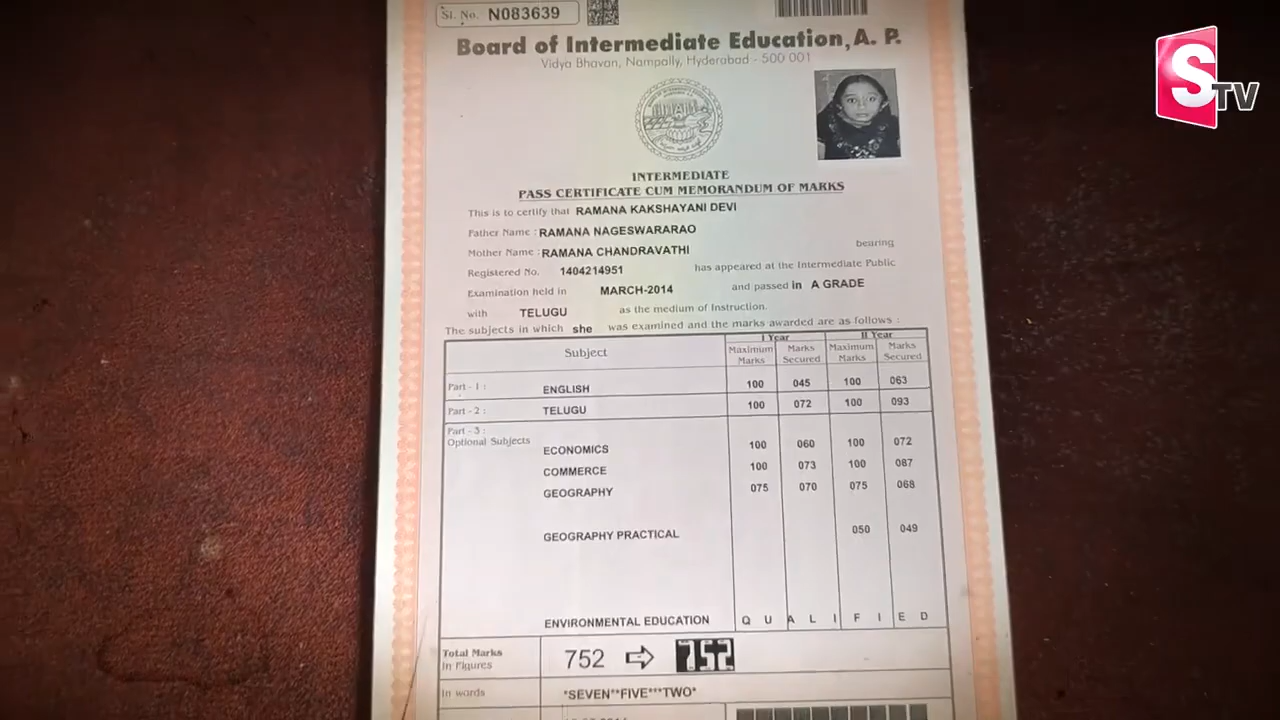 Sl. No. N083639
Board of Intermediate Education, A. P.
Vidya Bhavan, Nampally, Hyderabad - 500 001
S TV
INTERMEDIATE
PASS CERTIFICATE CUM MEMORANDUM OF MARKS
This is to certify that RAMANA KAKSHAYANI DEVI
Father Name : RAMANA NAGESWARARAO
Mother Name : RAMANA CHANDRAVATHI bearing
Registered No. 1404214951 has appeared at the Intermediate Public
Examination held in MARCH-2014 and passed in A GRADE
with TELUGU as the medium of Instruction.
The subjects in which she was examined and the marks awarded are as follows :
Subject I Year II Year
Maximum Marks Marks Secured Maximum Marks Marks Secured
Part - 1 : ENGLISH 100 045 100 063
Part - 2 : TELUGU 100 072 100 093
Part - 3 :
Optional Subjects
ECONOMICS 100 060 100 072
COMMERCE 100 073 100 087
GEOGRAPHY 075 070 075 068
GEOGRAPHY PRACTICAL 050 049
ENVIRONMENTAL EDUCATION Q U A L I F I E D
Total Marks In Figures 752 ⇨ 752
In words *SEVEN**FIVE***TWO*